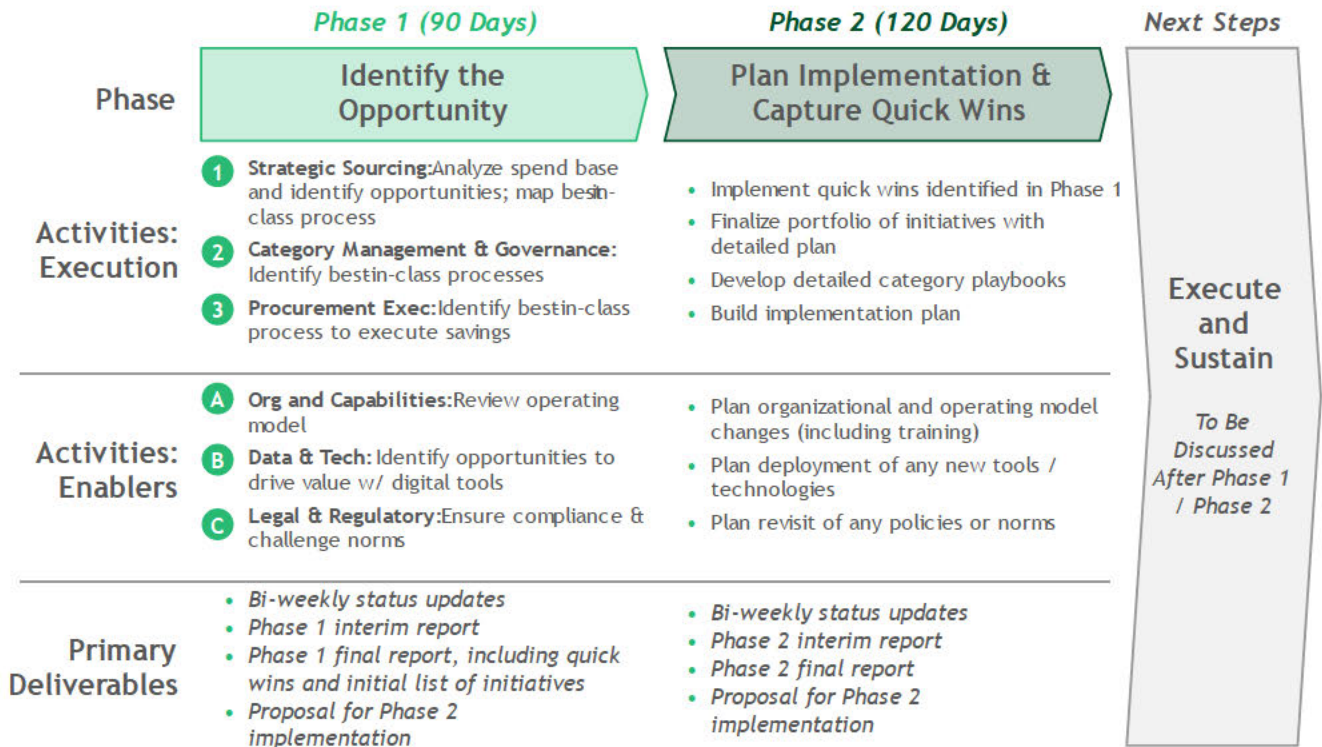 Phase 1 (90 Days)
Phase 2 (120 Days)
Next Steps
Phase
Identify the
Opportunity
Plan Implementation &
Capture Quick Wins
Activities:
Execution
1 Strategic Sourcing:Analyze spend base
and identify opportunities; map besin-
class process
2 Category Management & Governance:
Identify bestin-class processes
3 Procurement Exec:Identify bestin-class
process to execute savings
• Implement quick wins identified in Phase 1
• Finalize portfolio of initiatives with
detailed plan
• Develop detailed category playbooks
• Build implementation plan
Activities:
Enablers
A Org and Capabilities:Review operating
model
B Data & Tech: Identify opportunities to
drive value w/ digital tools
C Legal & Regulatory:Ensure compliance &
challenge norms
• Plan organizational and operating model
changes (including training)
• Plan deployment of any new tools /
technologies
• Plan revisit of any policies or norms
Primary
Deliverables
• Bi-weekly status updates
• Phase 1 interim report
• Phase 1 final report, including quick
wins and initial list of initiatives
• Proposal for Phase 2
implementation
• Bi-weekly status updates
• Phase 2 interim report
• Phase 2 final report
• Proposal for Phase 2
implementation
Execute
and
Sustain
To Be
Discussed
After Phase 1
/ Phase 2